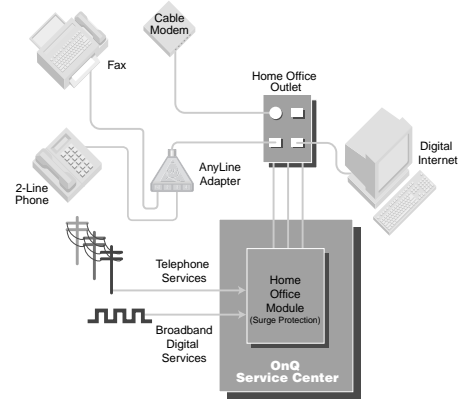 Cable
Modem
Fax
Home Office
Outlet
AnyLine
Adapter
Digital
Internet
2-Line
Phone
Telephone
Services
Home
Office
Module
(Surge Protection)
Broadband
Digital
Services
OnQ
Service Center